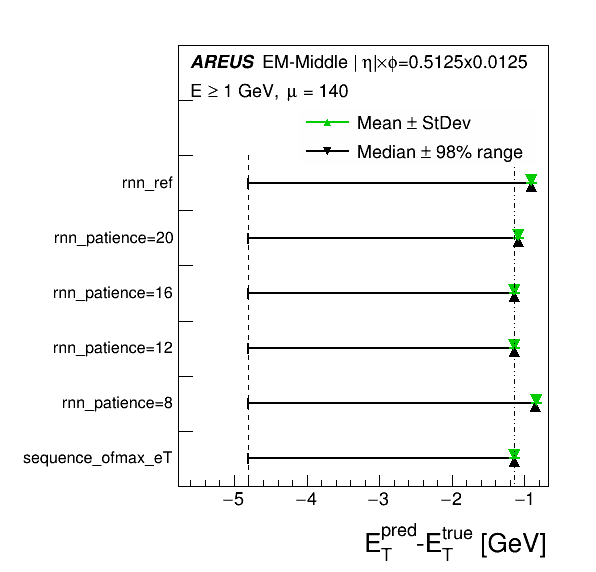 AREUS EM-Middle |η|×ϕ=0.5125x0.0125
E ≥ 1 GeV, μ = 140
Mean ± StDev
Median ± 98% range
rnn_ref
rnn_patience=20
rnn_patience=16
rnn_patience=12
rnn_patience=8
sequence_ofmax_eT
−5 −4 −3 −2 −1
E_T^pred-E_T^true [GeV]